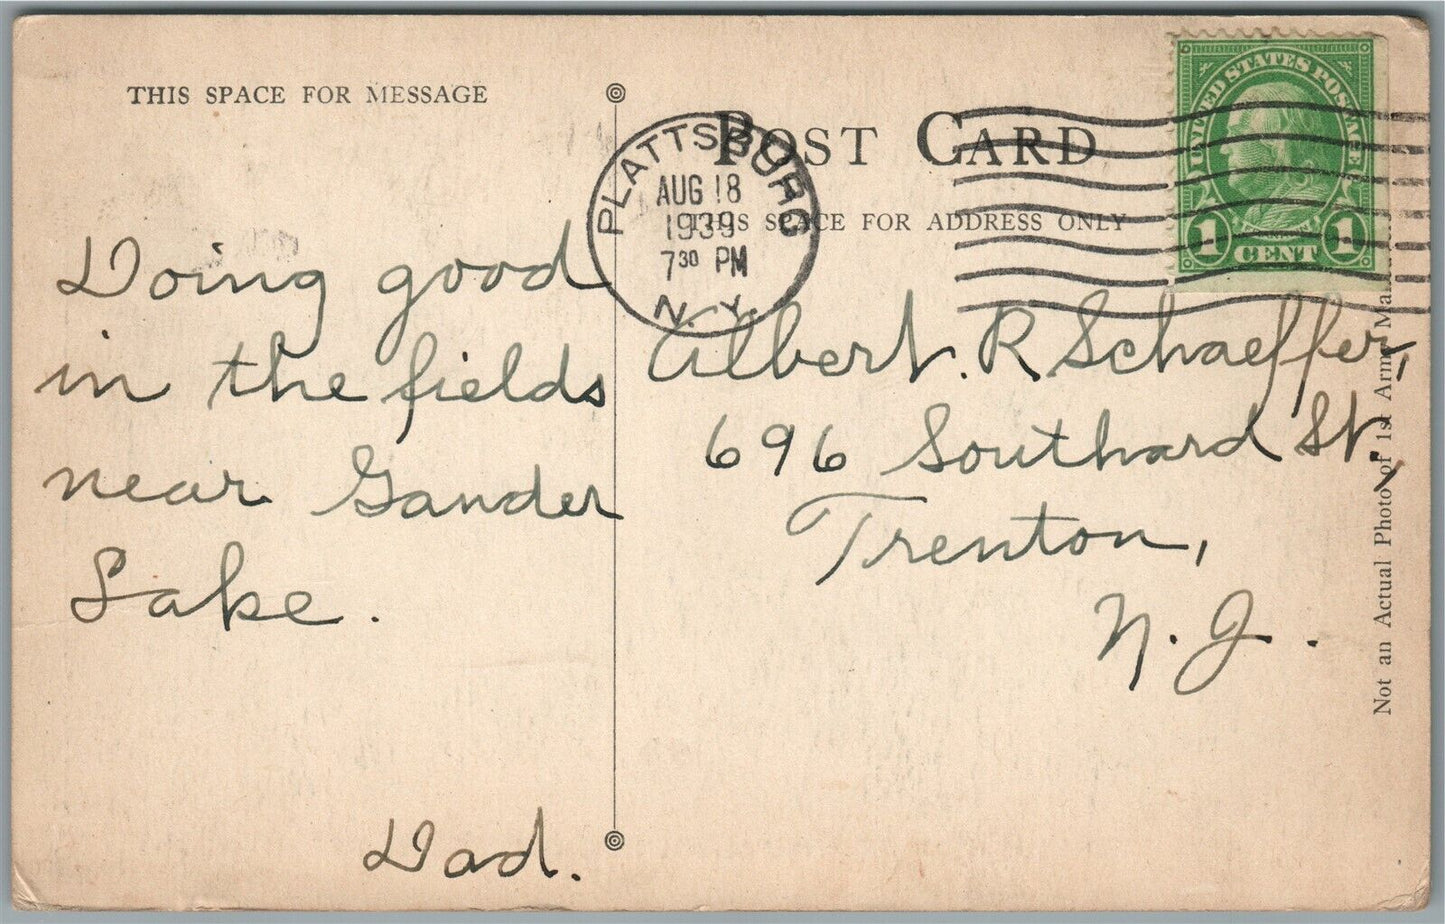 THIS SPACE FOR MESSAGE
Doing good
in the fields
near Gander
Lake.
Dad.
POST CARD
THIS SPACE FOR ADDRESS ONLY
PLATTSBURG
AUG 18
1939
7 30 PM
N.Y.
UNITED STATES POSTAGE
1 CENT 1
Albert. R Schaeffer,
696 Southard St.,
Trenton,
N. J.
Not an Actual Photo of 1st Army